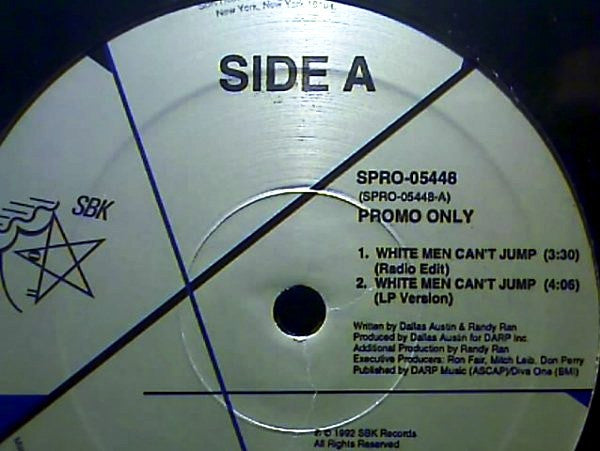 New York, New York
SIDE A
SBK
SPRO-05448
(SPRO-05448-A)
PROMO ONLY
1. WHITE MEN CAN'T JUMP (3:30)
(Radio Edit)
2. WHITE MEN CAN'T JUMP (4:06)
(LP Version)
Written by Dallas Austin & Randy Ran
Produced by Dallas Austin for DARP Inc.
Additional Production by Randy Ran
Executive Producers: Ron Fair, Mitch Leib, Don Perry
Published by DARP Music (ASCAP)/Diva One (BMI)
℗ © 1992 SBK Records
All Rights Reserved